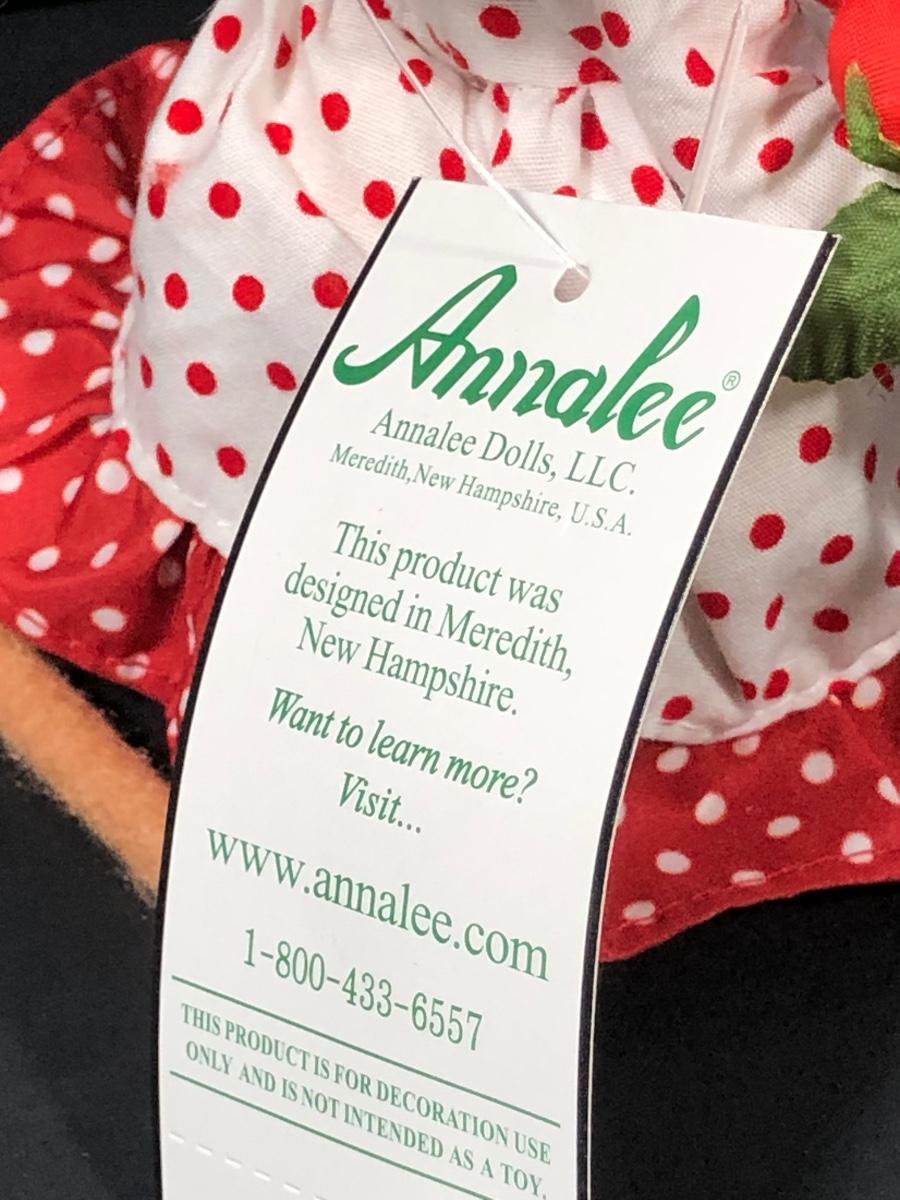 Annalee®
Annalee Dolls, LLC.
Meredith, New Hampshire, U.S.A.
This product was
designed in Meredith,
New Hampshire.
Want to learn more?
Visit...
www.annalee.com
1-800-433-6557
THIS PRODUCT IS FOR DECORATION USE
ONLY AND IS NOT INTENDED AS A TOY.